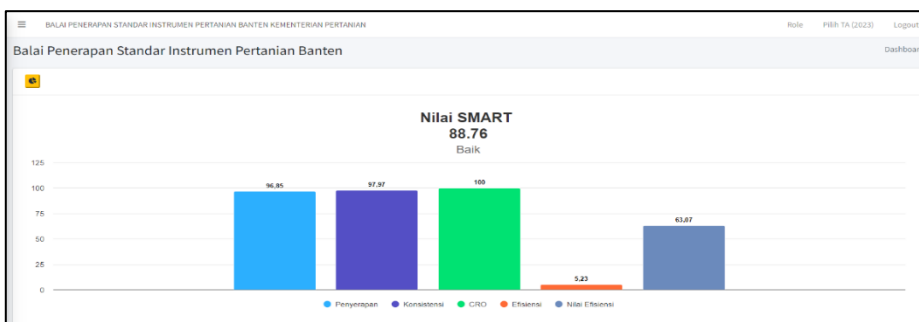 BALAI PENERAPAN STANDAR INSTRUMEN PERTANIAN BANTEN KEMENTERIAN PERTANIAN
Role Pilih TA (2023) Logout
Balai Penerapan Standar Instrumen Pertanian Banten
Dashboar
Nilai SMART
88.76
Baik
125
100
75
50
25
0
96,85
97,97
100
5,23
63,07
Penyerapan Konsistensi CRO Efisiensi Nilai Efisiensi